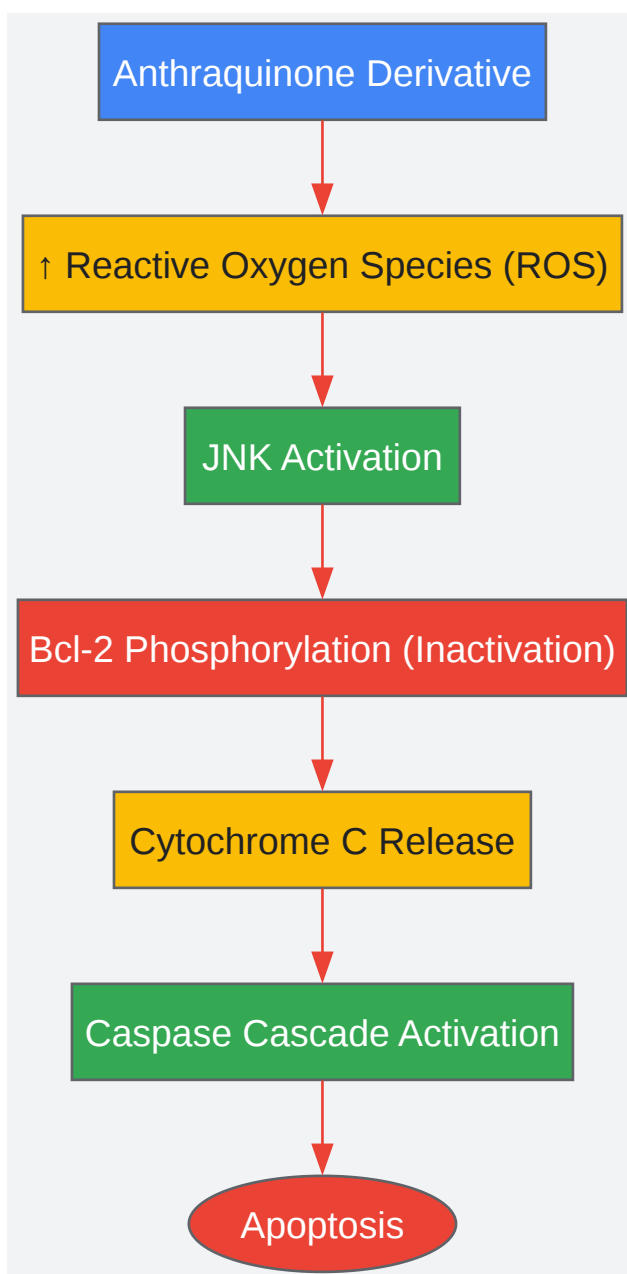 Anthraquinone Derivative
↑ Reactive Oxygen Species (ROS)
JNK Activation
Bcl-2 Phosphorylation (Inactivation)
Cytochrome C Release
Caspase Cascade Activation
Apoptosis